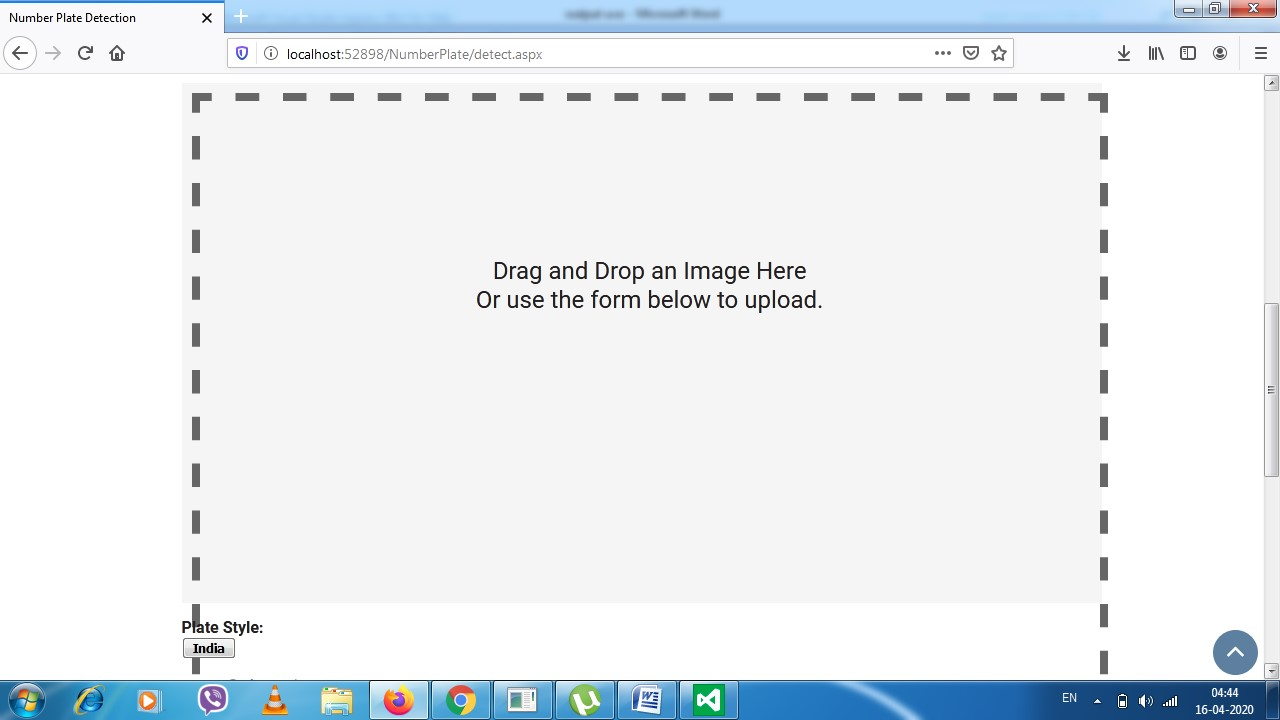 Number Plate Detection
localhost:52898/NumberPlate/detect.aspx
Drag and Drop an Image Here
Or use the form below to upload.
Plate Style:
India
EN
04:44
16-04-2020